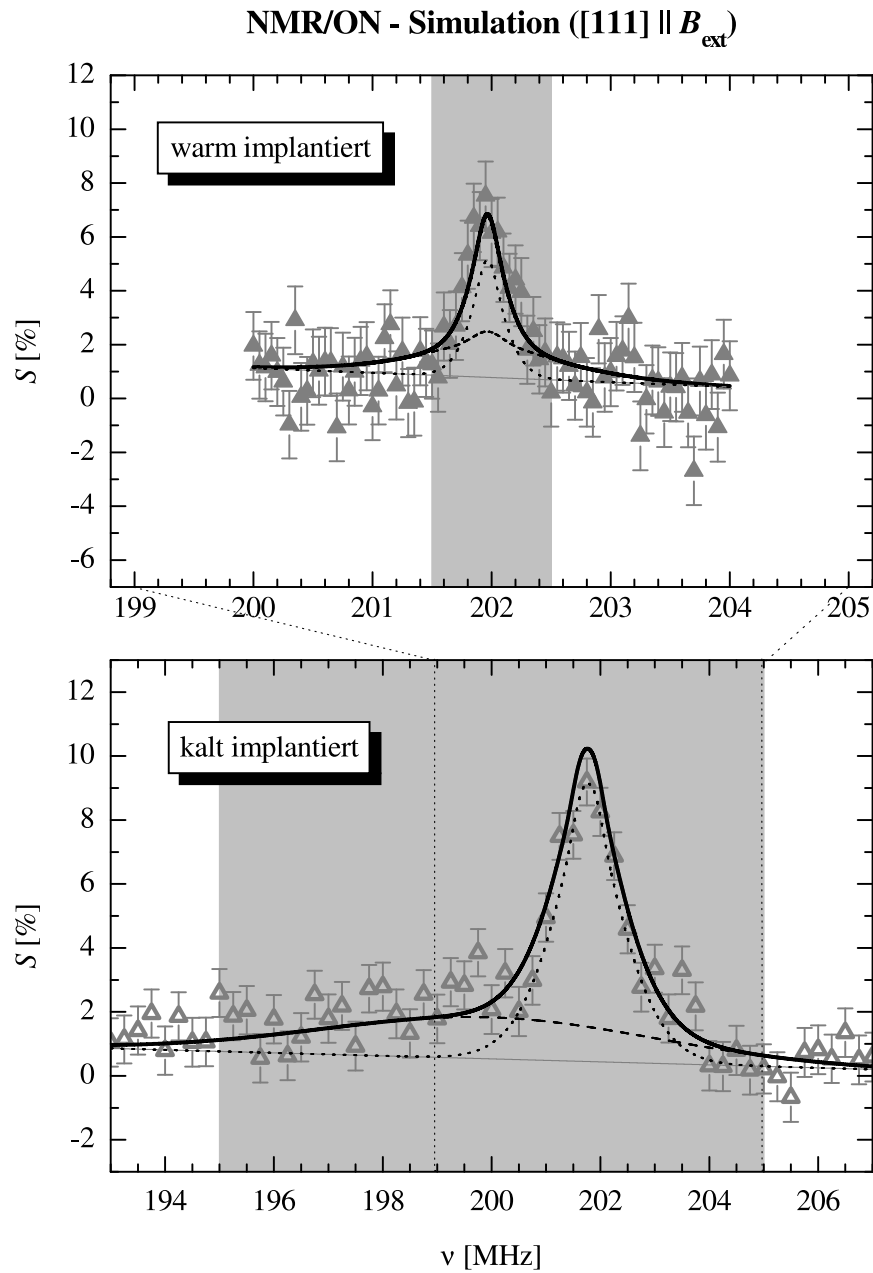 NMR/ON - Simulation ([111] || B_ext)
12
10
8
6
4
2
0
-2
-4
-6
S [%]
warm implantiert
199 200 201 202 203 204 205
12
10
8
6
4
2
0
-2
S [%]
kalt implantiert
194 196 198 200 202 204 206
ν [MHz]